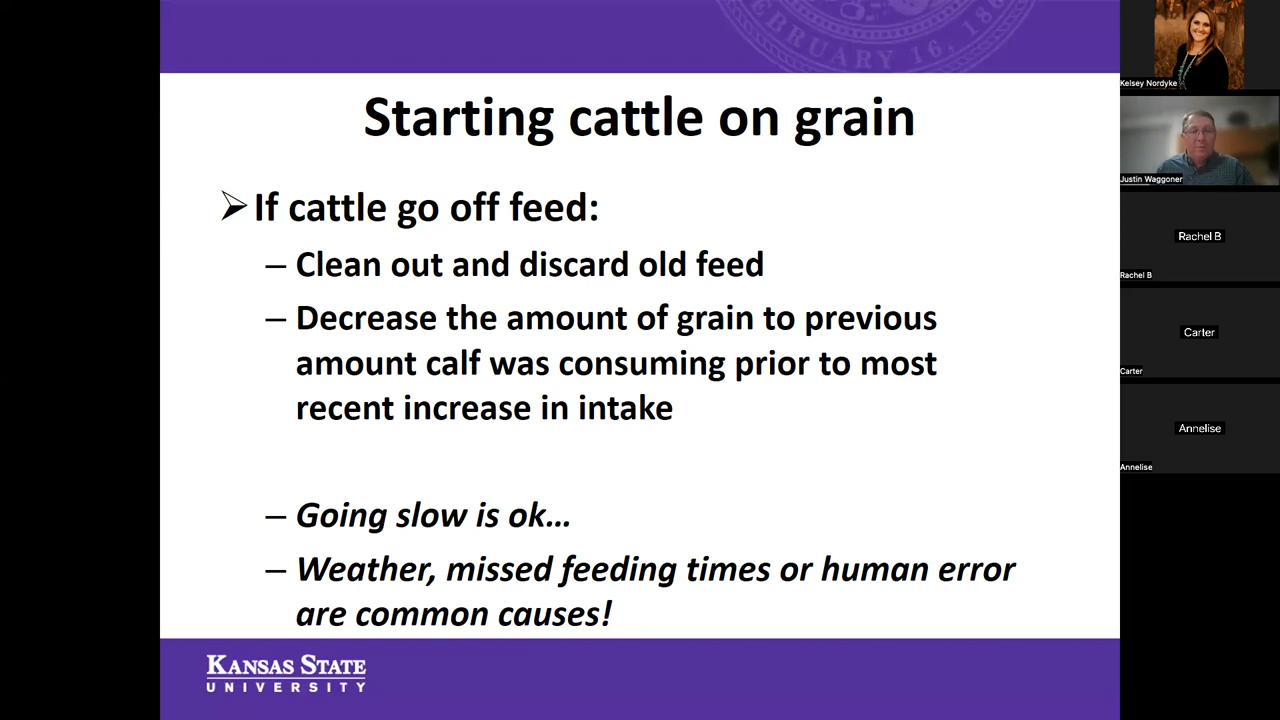 FEBRUARY 16, 186
Starting cattle on grain
If cattle go off feed:
– Clean out and discard old feed
– Decrease the amount of grain to previous
amount calf was consuming prior to most
recent increase in intake
– Going slow is ok…
– Weather, missed feeding times or human error
are common causes!
KANSAS STATE
UNIVERSITY
Kelsey Nordyke
Justin Waggoner
Rachel B
Rachel B
Carter
Carter
Annelise
Annelise